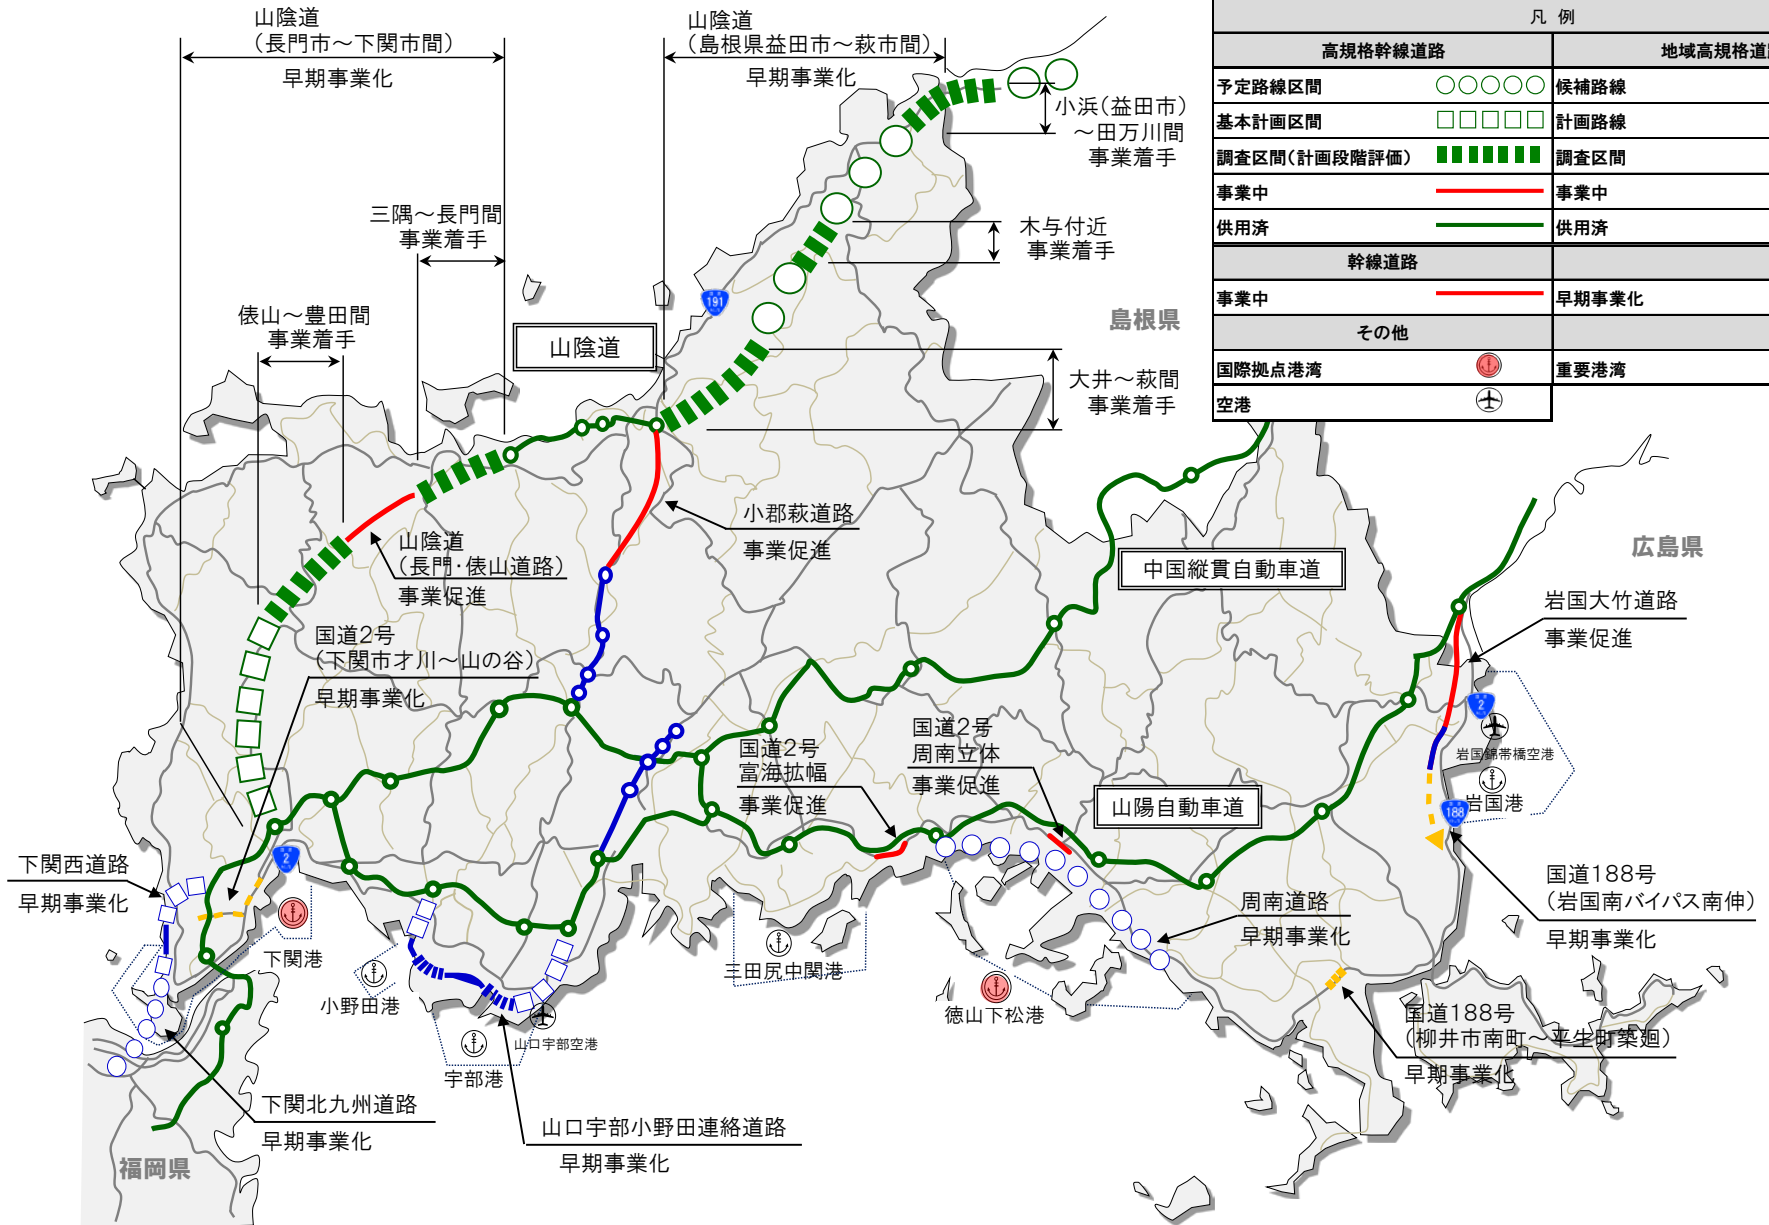 山陰道
（長門市～下関市間）
早期事業化
山陰道
（島根県益田市～萩市間）
早期事業化
小浜（益田市）
～田万川間
事業着手
三隅～長門間
事業着手
木与付近
事業着手
俵山～豊田間
事業着手
山陰道
191
島根県
大井～萩間
事業着手
凡 例
高規格幹線道路
地域高規格道
予定路線区間
候補路線
基本計画区間
計画路線
調査区間（計画段階評価）
調査区間
事業中
事業中
供用済
供用済
幹線道路
事業中
早期事業化
その他
国際拠点港湾
重要港湾
空港
小郡萩道路
事業促進
山陰道
（長門・俵山道路）
事業促進
中国縦貫自動車道
広島県
岩国大竹道路
事業促進
国道2号
（下関市才川～山の谷）
早期事業化
国道2号
富海拡幅
事業促進
国道2号
周南立体
事業促進
山陽自動車道
2
岩国錦帯橋空港
岩国港
188
国道188号
（岩国南バイパス南伸）
早期事業化
下関西道路
早期事業化
2
下関港
小野田港
三田尻中関港
周南道路
早期事業化
徳山下松港
山口宇部空港
宇部港
国道188号
（柳井市南町～平生町築廻）
早期事業化
下関北九州道路
早期事業化
山口宇部小野田連絡道路
早期事業化
福岡県